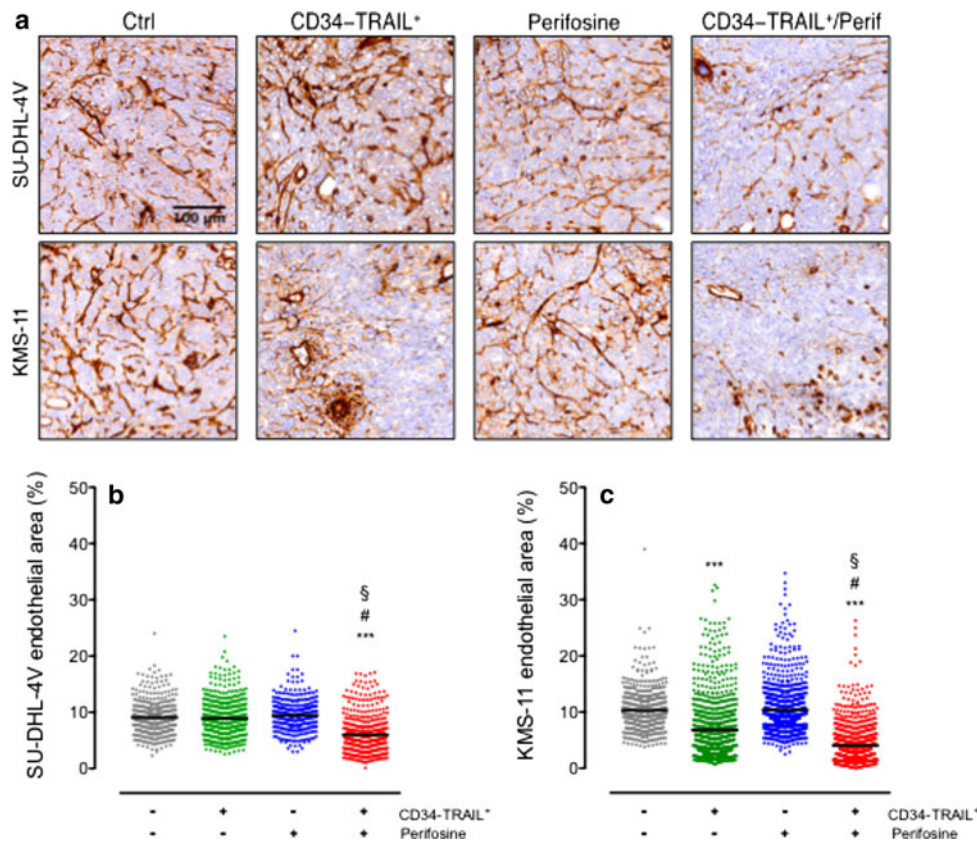 a
Ctrl CD34–TRAIL+ Perifosine CD34–TRAIL+/Perif
SU-DHL-4V
100 μm
KMS-11
b
SU-DHL-4V endothelial area (%)
50
40
30
20
10
0
§
#
***
- + - + CD34-TRAIL+
- - + + Perifosine
c
KMS-11 endothelial area (%)
50
40
30
20
10
0
***
§
#
***
- + - + CD34-TRAIL+
- - + + Perifosine